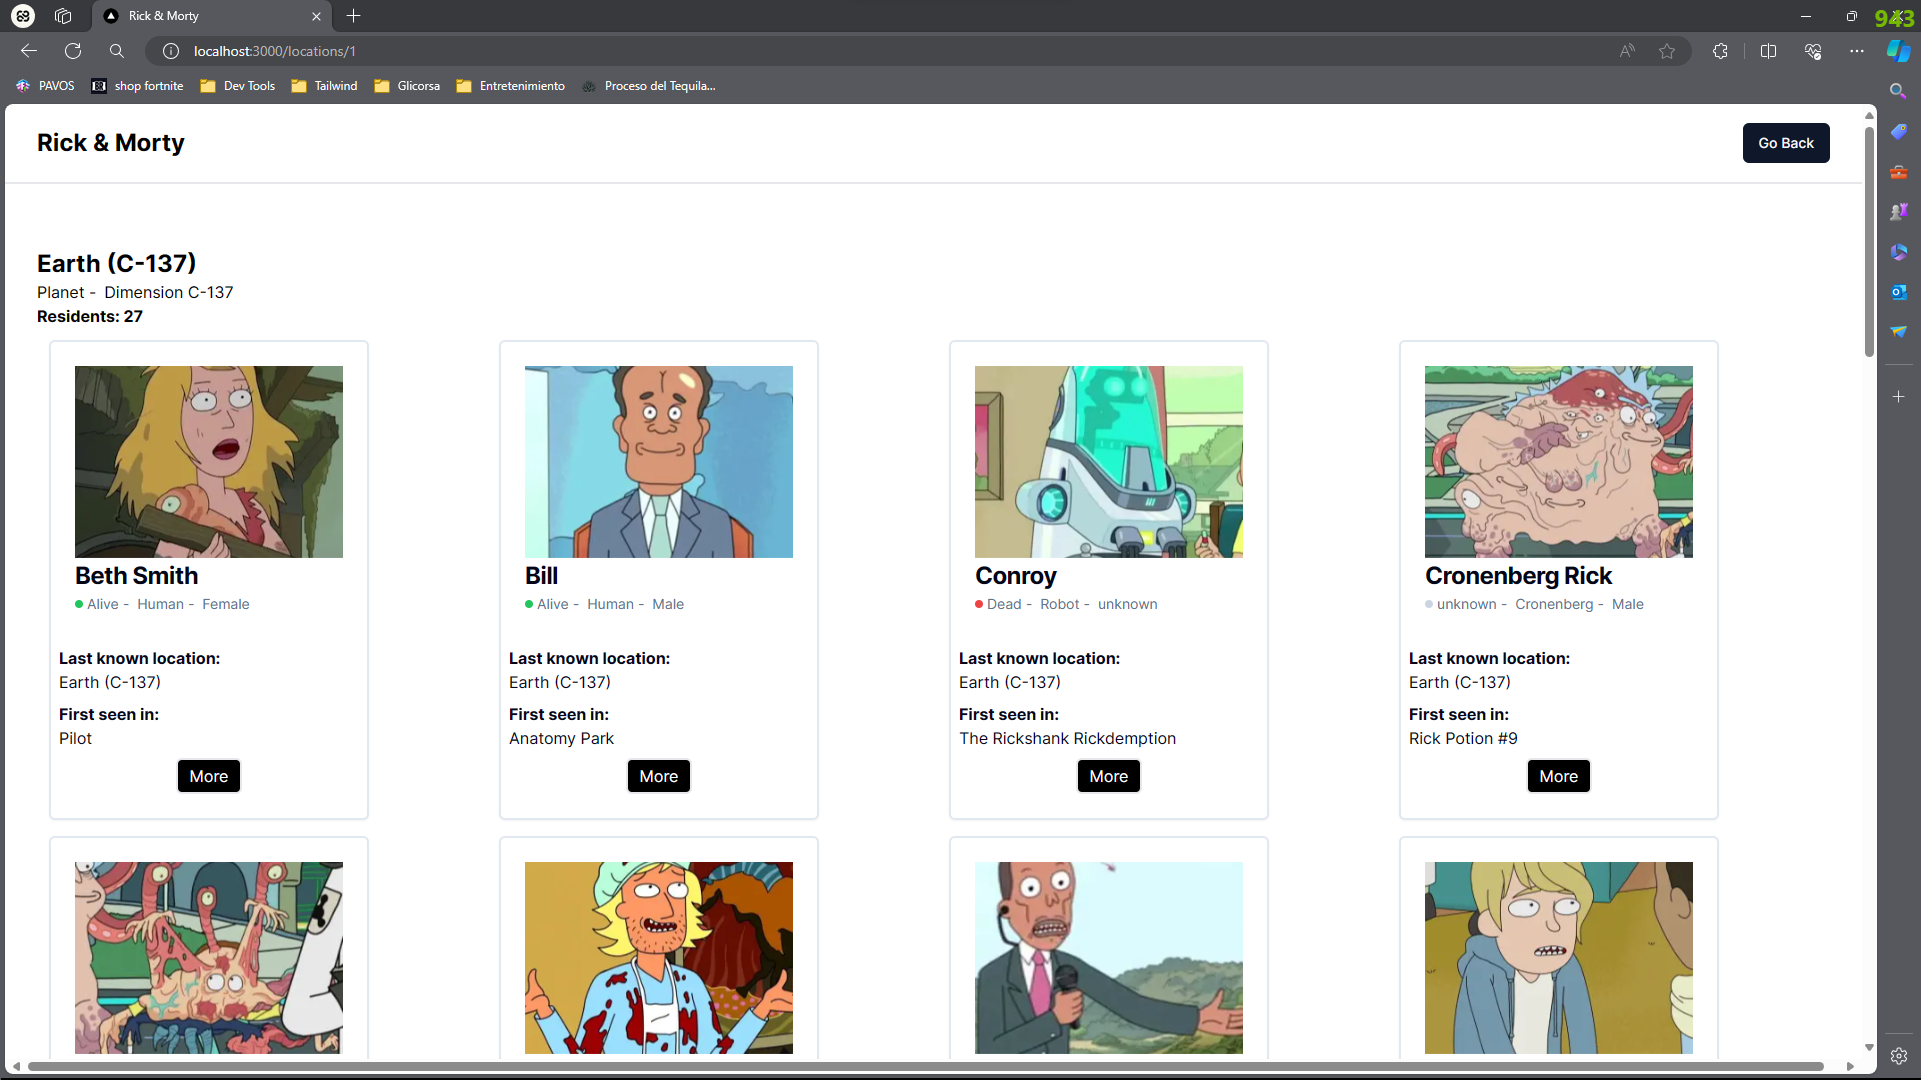 Rick & Morty
943
localhost:3000/locations/1
PAVOS
shop fortnite
Dev Tools
Tailwind
Glicorsa
Entretenimiento
Proceso del Tequila...
Rick & Morty
Go Back
Earth (C-137)
Planet - Dimension C-137
Residents: 27
Beth Smith
Alive - Human - Female
Last known location:
Earth (C-137)
First seen in:
Pilot
More
Bill
Alive - Human - Male
Last known location:
Earth (C-137)
First seen in:
Anatomy Park
More
Conroy
Dead - Robot - unknown
Last known location:
Earth (C-137)
First seen in:
The Rickshank Rickdemption
More
Cronenberg Rick
unknown - Cronenberg - Male
Last known location:
Earth (C-137)
First seen in:
Rick Potion #9
More